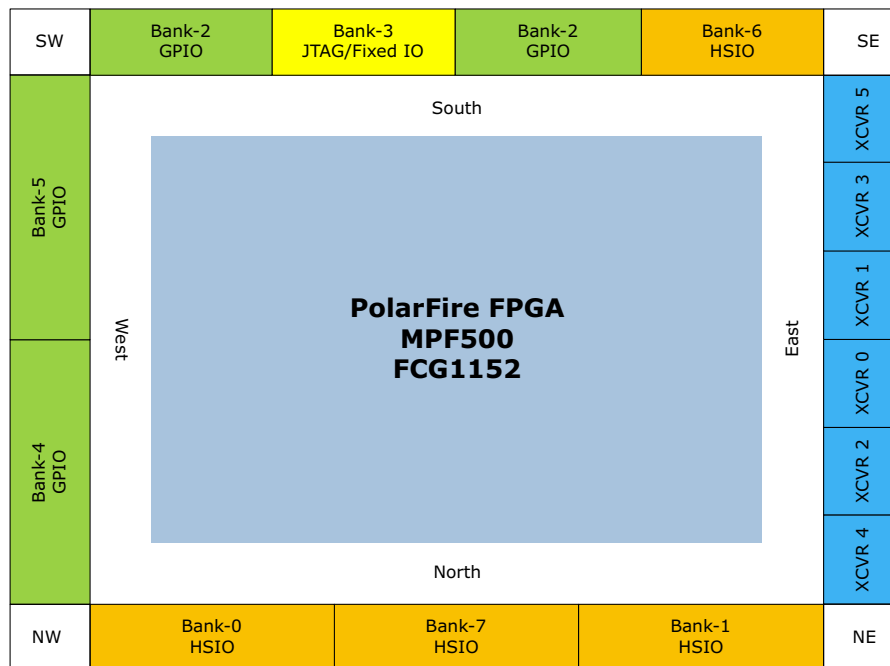 SW
Bank-2
GPIO
Bank-3
JTAG/Fixed IO
Bank-2
GPIO
Bank-6
HSIO
SE
South
Bank-5
GPIO
Bank-4
GPIO
West
PolarFire FPGA
MPF500
FCG1152
East
XCVR 5
XCVR 3
XCVR 1
XCVR 0
XCVR 2
XCVR 4
North
NW
Bank-0
HSIO
Bank-7
HSIO
Bank-1
HSIO
NE